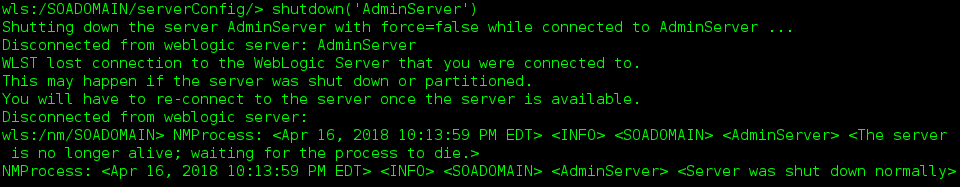 wls:/SOADOMAIN/serverConfig/> shutdown('AdminServer')
Shutting down the server AdminServer with force=false while connected to AdminServer ...
Disconnected from weblogic server: AdminServer
WLST lost connection to the WebLogic Server that you were connected to.
This may happen if the server was shut down or partitioned.
You will have to re-connect to the server once the server is available.
Disconnected from weblogic server:
wls:/nm/SOADOMAIN> NMProcess: <Apr 16, 2018 10:13:59 PM EDT> <INFO> <SOADOMAIN> <AdminServer> <The server
 is no longer alive; waiting for the process to die.>
NMProcess: <Apr 16, 2018 10:13:59 PM EDT> <INFO> <SOADOMAIN> <AdminServer> <Server was shut down normally>